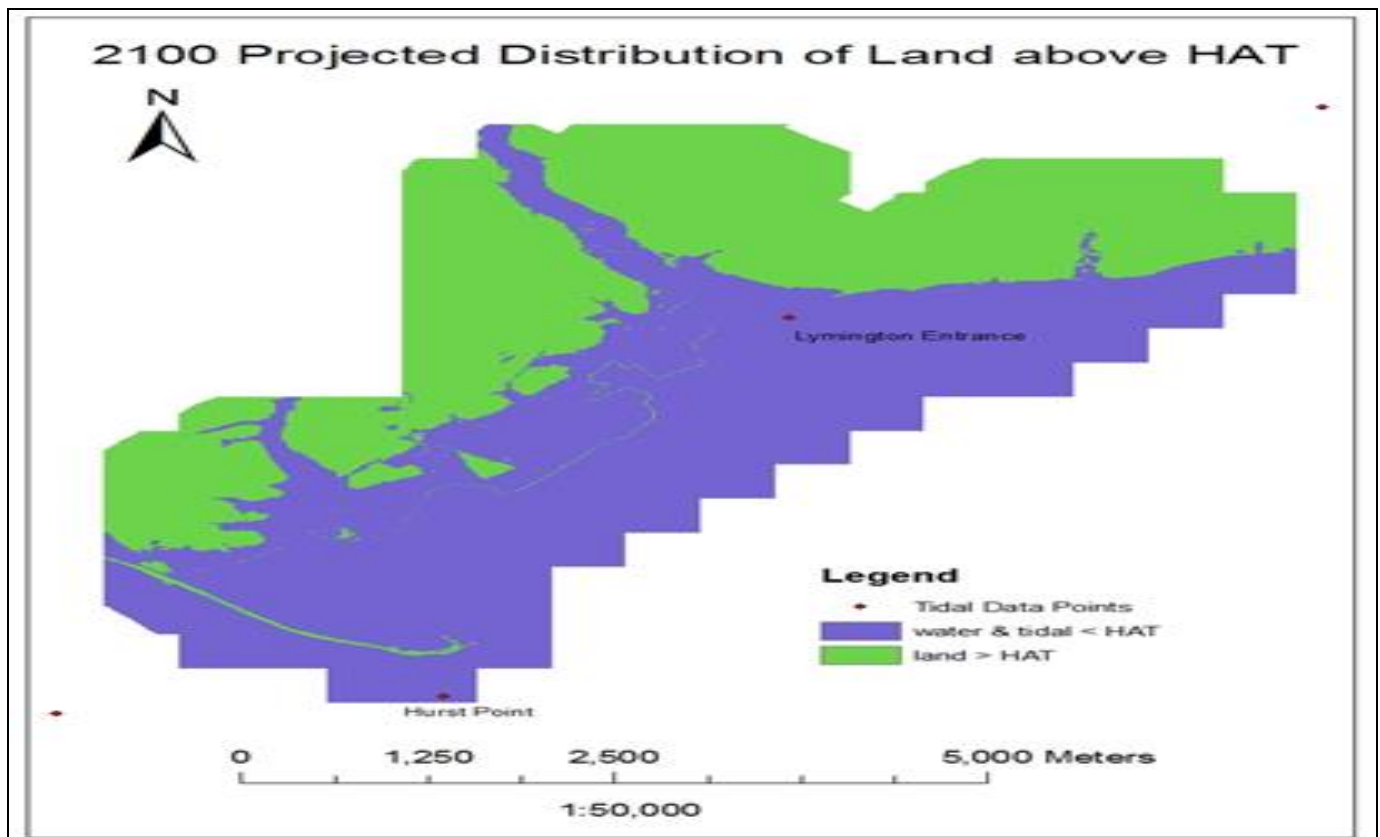 2100 Projected Distribution of Land above HAT
N
Lymington Entrance
Legend
Tidal Data Points
water & tidal < HAT
land > HAT
Hurst Point
0 1,250 2,500 5,000 Meters
1:50,000